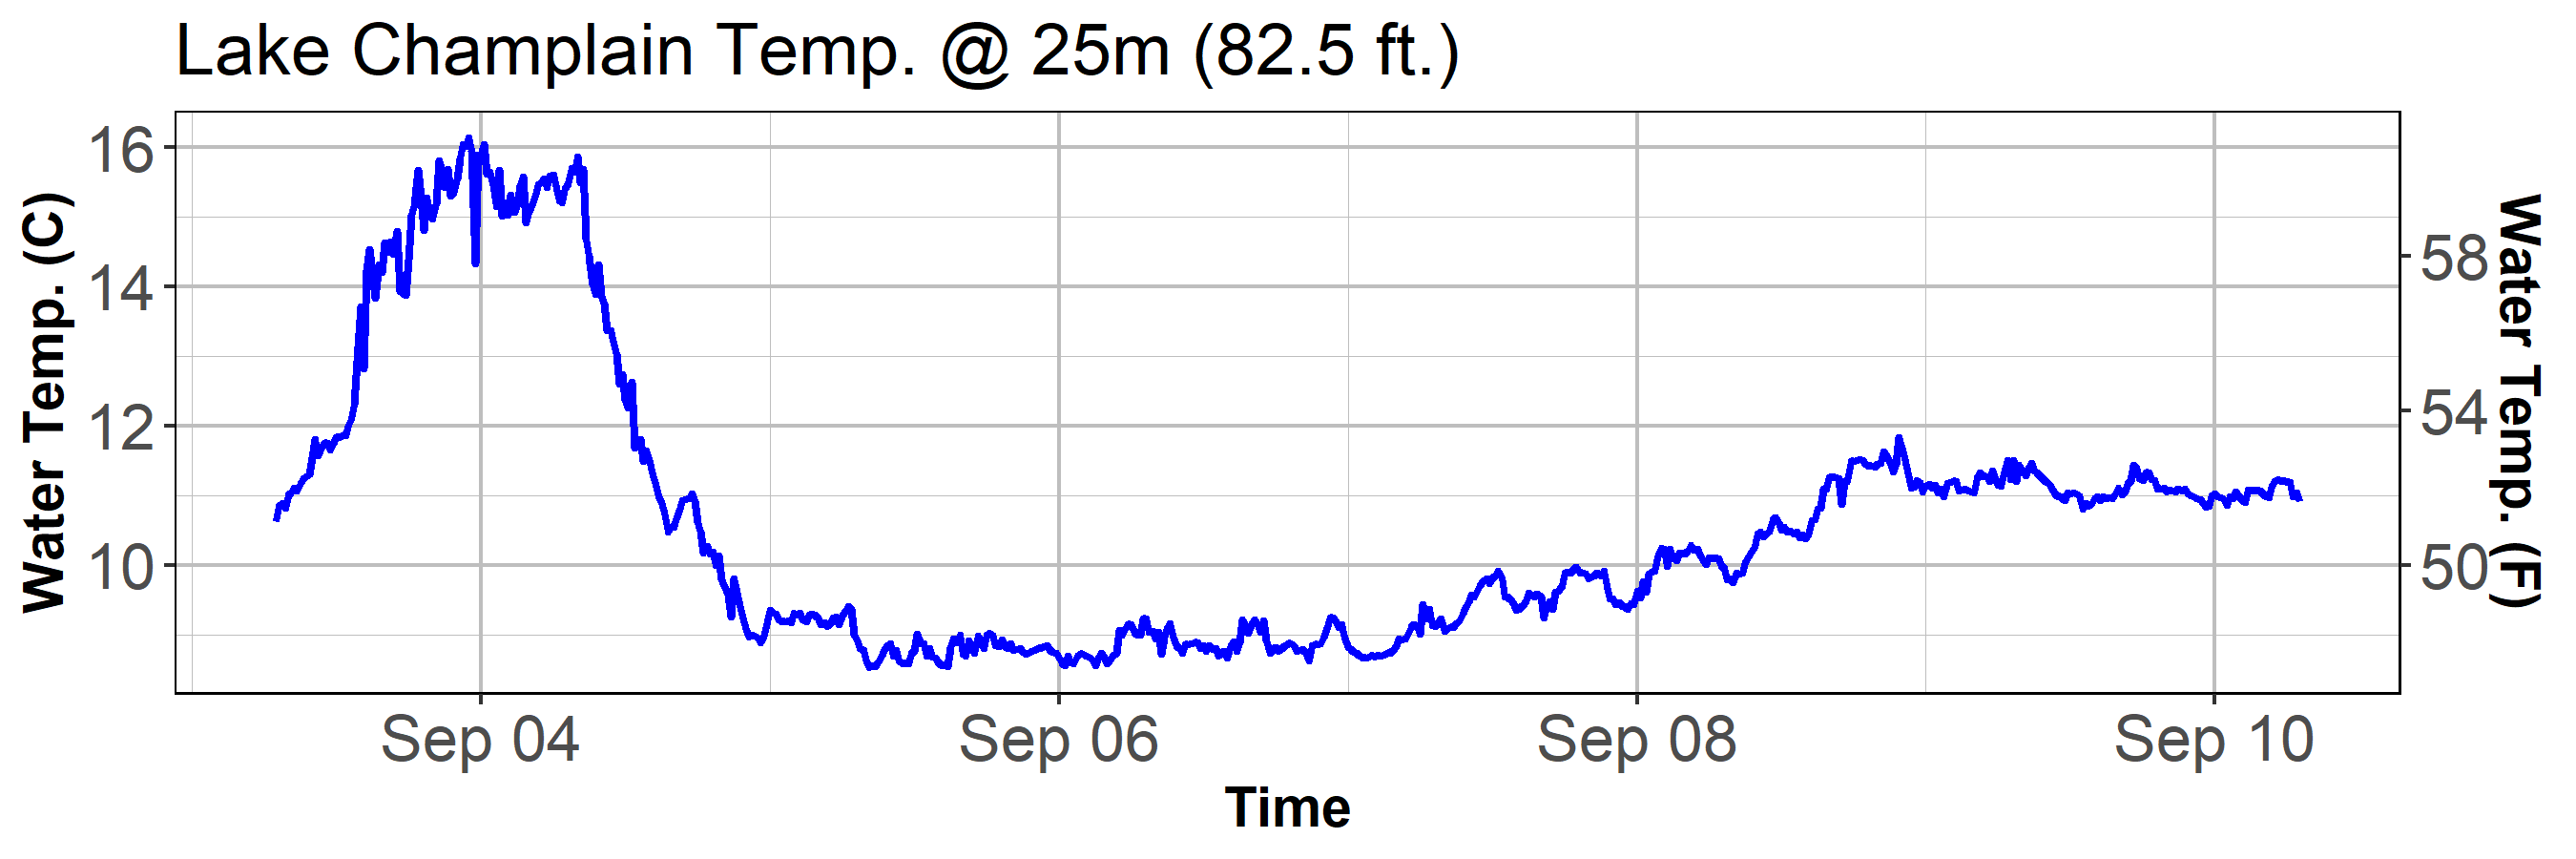 Lake Champlain Temp. @ 25m (82.5 ft.)
Water Temp. (C)
16
14
12
10
58
54
50
Water Temp. (F)
Sep 04
Sep 06
Sep 08
Sep 10
Time